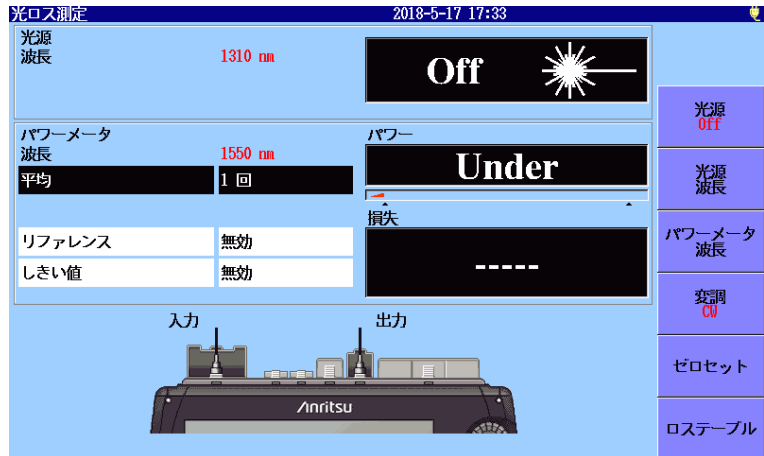 光ロス測定 2018-5-17 17:33
光源
波長 1310 nm
Off
パワーメータ
波長 1550 nm
平均 1 回
リファレンス 無効
しきい値 無効
パワー
Under
損失
-----
入力 出力
Anritsu
光源
Off
光源
波長
パワーメータ
波長
変調
CW
ゼロセット
ロステーブル